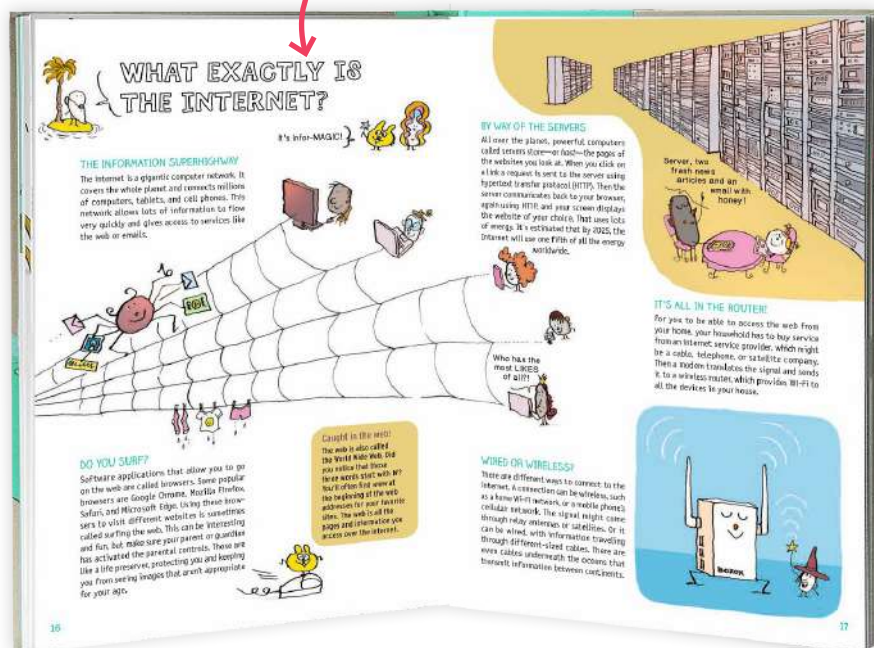 WHAT EXACTLY IS
THE INTERNET?
It's infor-MAGIC!
THE INFORMATION SUPERHIGHWAY
The internet is a gigantic computer network. It
covers the whole planet and connects millions
of computers, tablets, and cell phones. This
network allows lots of information to flow
very quickly and gives access to services like
the web or emails.
DO YOU SURF?
Software applications that allow you to go
on the web are called browsers. Some popular
browsers are Google Chrome, Mozilla Firefox,
Safari, and Microsoft Edge. Using these brow-
sers to visit different websites is sometimes
called surfing the web. This can be interesting
and fun, but make sure your parent or guardian
has activated the parental controls. These are
like a life preserver, protecting you and keeping
you from seeing images that aren't appropriate
for your age.
Caught in the web!
The web is also called
the World Wide Web. Did
you notice that those
three words start with W?
You'll often find www at
the beginning of the web
addresses for your favorite
sites. The web is all the
pages and information you
access over the internet.
Who has the
most LIKES
of all?!
16
BY WAY OF THE SERVERS
All over the planet, powerful computers
called servers store—or host—the pages of
the websites you look at. When you click on
a link a request is sent to the server using
hypertext transfer protocol (HTTP). Then the
server communicates back to your browser,
again using HTTP, and your screen displays
the website of your choice. That uses lots
of energy. It's estimated that by 2025, the
Internet will use one fifth of all the energy
worldwide.
Server, two
fresh news
articles and an
email with
honey!
IT'S ALL IN THE ROUTER!
For you to be able to access the web from
your home, your household has to buy service
from an internet service provider, which might
be a cable, telephone, or satellite company.
Then a modem translates the signal and sends
it to a wireless router, which provides Wi-Fi to
all the devices in your house.
WIRED OR WIRELESS?
There are different ways to connect to the
Internet. A connection can be wireless, such
as a home Wi-Fi network, or a mobile phone's
cellular network. The signal might come
through relay antennas or satellites. Or it
can be wired, with information travelling
through different-sized cables. There are
even cables underneath the oceans that
transmit information between continents.
17